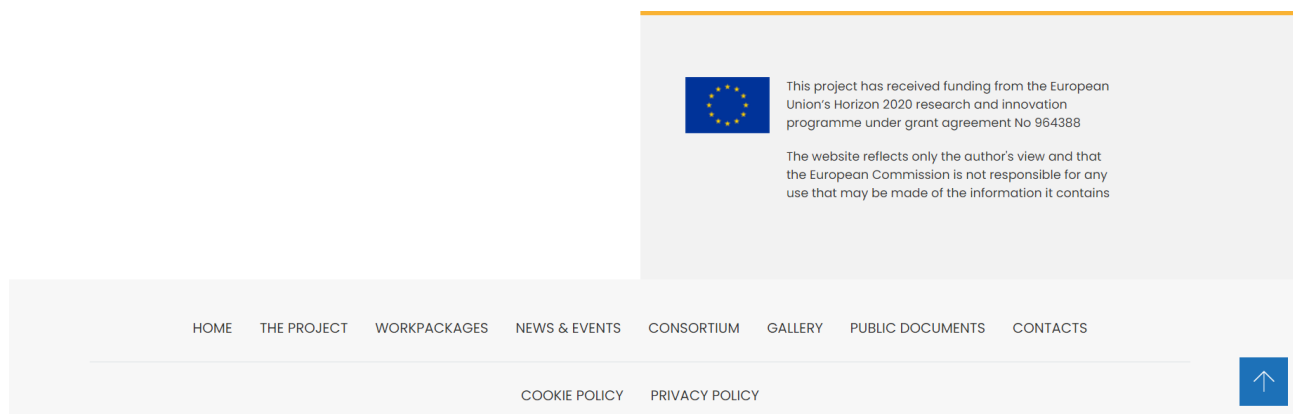 This project has received funding from the European
Union's Horizon 2020 research and innovation
programme under grant agreement No 964388
The website reflects only the author's view and that
the European Commission is not responsible for any
use that may be made of the information it contains
HOME THE PROJECT WORKPACKAGES NEWS & EVENTS CONSORTIUM GALLERY PUBLIC DOCUMENTS CONTACTS
COOKIE POLICY PRIVACY POLICY